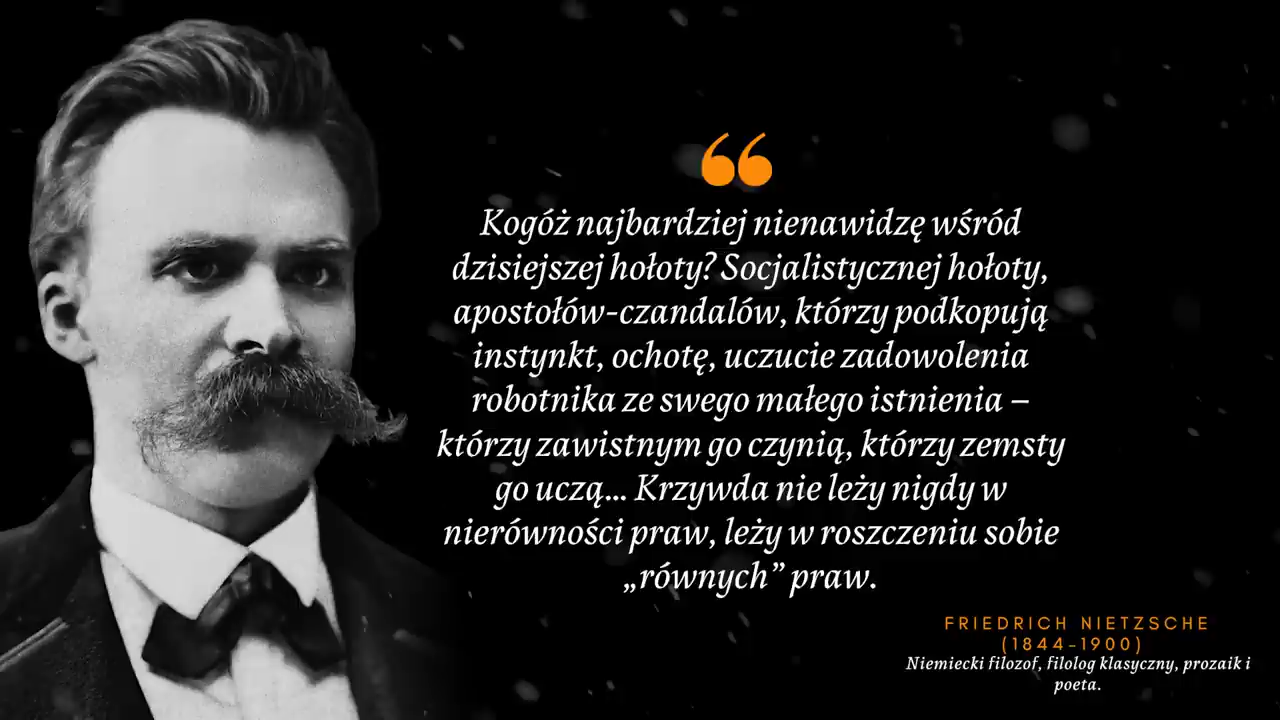 Kogóż najbardziej nienawidzę wśród
dzisiejszej hołoty? Socjalistycznej hołoty,
apostołów-czandalów, którzy podkopują
instynkt, ochotę, uczucie zadowolenia
robotnika ze swego małego istnienia –
którzy zawistnym go czynią, którzy zemsty
go uczą... Krzywda nie leży nigdy w
nierówności praw, leży w roszczeniu sobie
„równych” praw.
FRIEDRICH NIETZSCHE
(1844-1900)
Niemiecki filozof, filolog klasyczny, prozaik i
poeta.